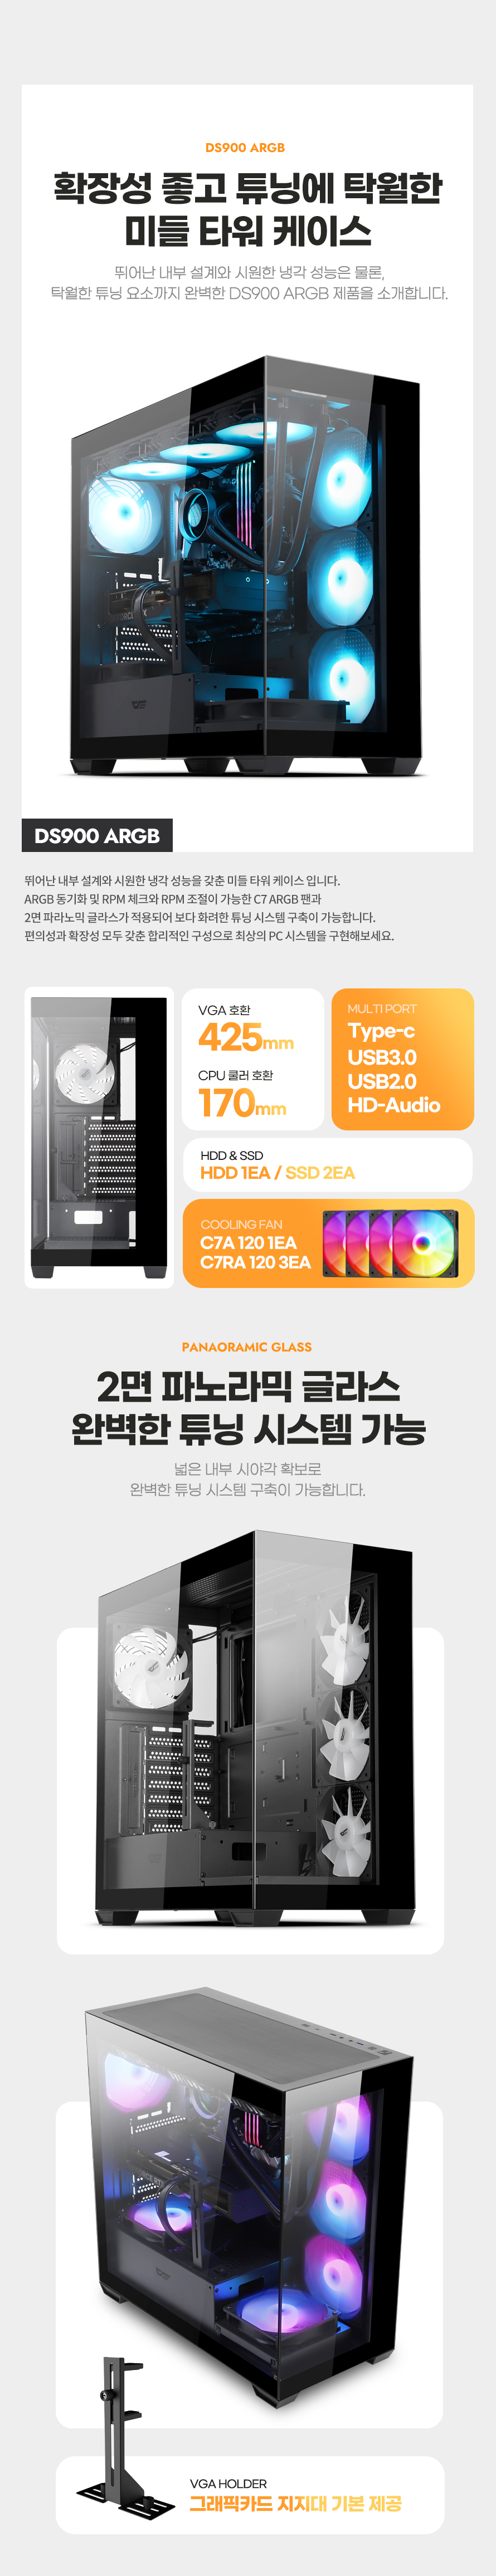 DS900 ARGB
확장성 좋고 튜닝에 탁월한
미들 타워 케이스
뛰어난 내부 설계와 시원한 냉각 성능은 물론,
탁월한 튜닝 요소까지 완벽한 DS900 ARGB 제품을 소개합니다.
DS900 ARGB
뛰어난 내부 설계와 시원한 냉각 성능을 갖춘 미들 타워 케이스 입니다.
ARGB 동기화 및 RPM 체크와 RPM 조절이 가능한 C7 ARGB 팬과
2면 파라노믹 글라스가 적용되어 보다 화려한 튜닝 시스템 구축이 가능합니다.
편의성과 확장성 모두 갖춘 합리적인 구성으로 최상의 PC 시스템을 구현해보세요.
VGA 호환
425mm
CPU 쿨러 호환
170mm
MULTI PORT
Type-c
USB3.0
USB2.0
HD-Audio
HDD & SSD
HDD 1EA / SSD 2EA
COOLING FAN
C7A 120 1EA
C7RA 120 3EA
PANAORAMIC GLASS
2면 파노라믹 글라스
완벽한 튜닝 시스템 가능
넓은 내부 시야각 확보로
완벽한 튜닝 시스템 구축이 가능합니다.
VGA HOLDER
그래픽카드 지지대 기본 제공